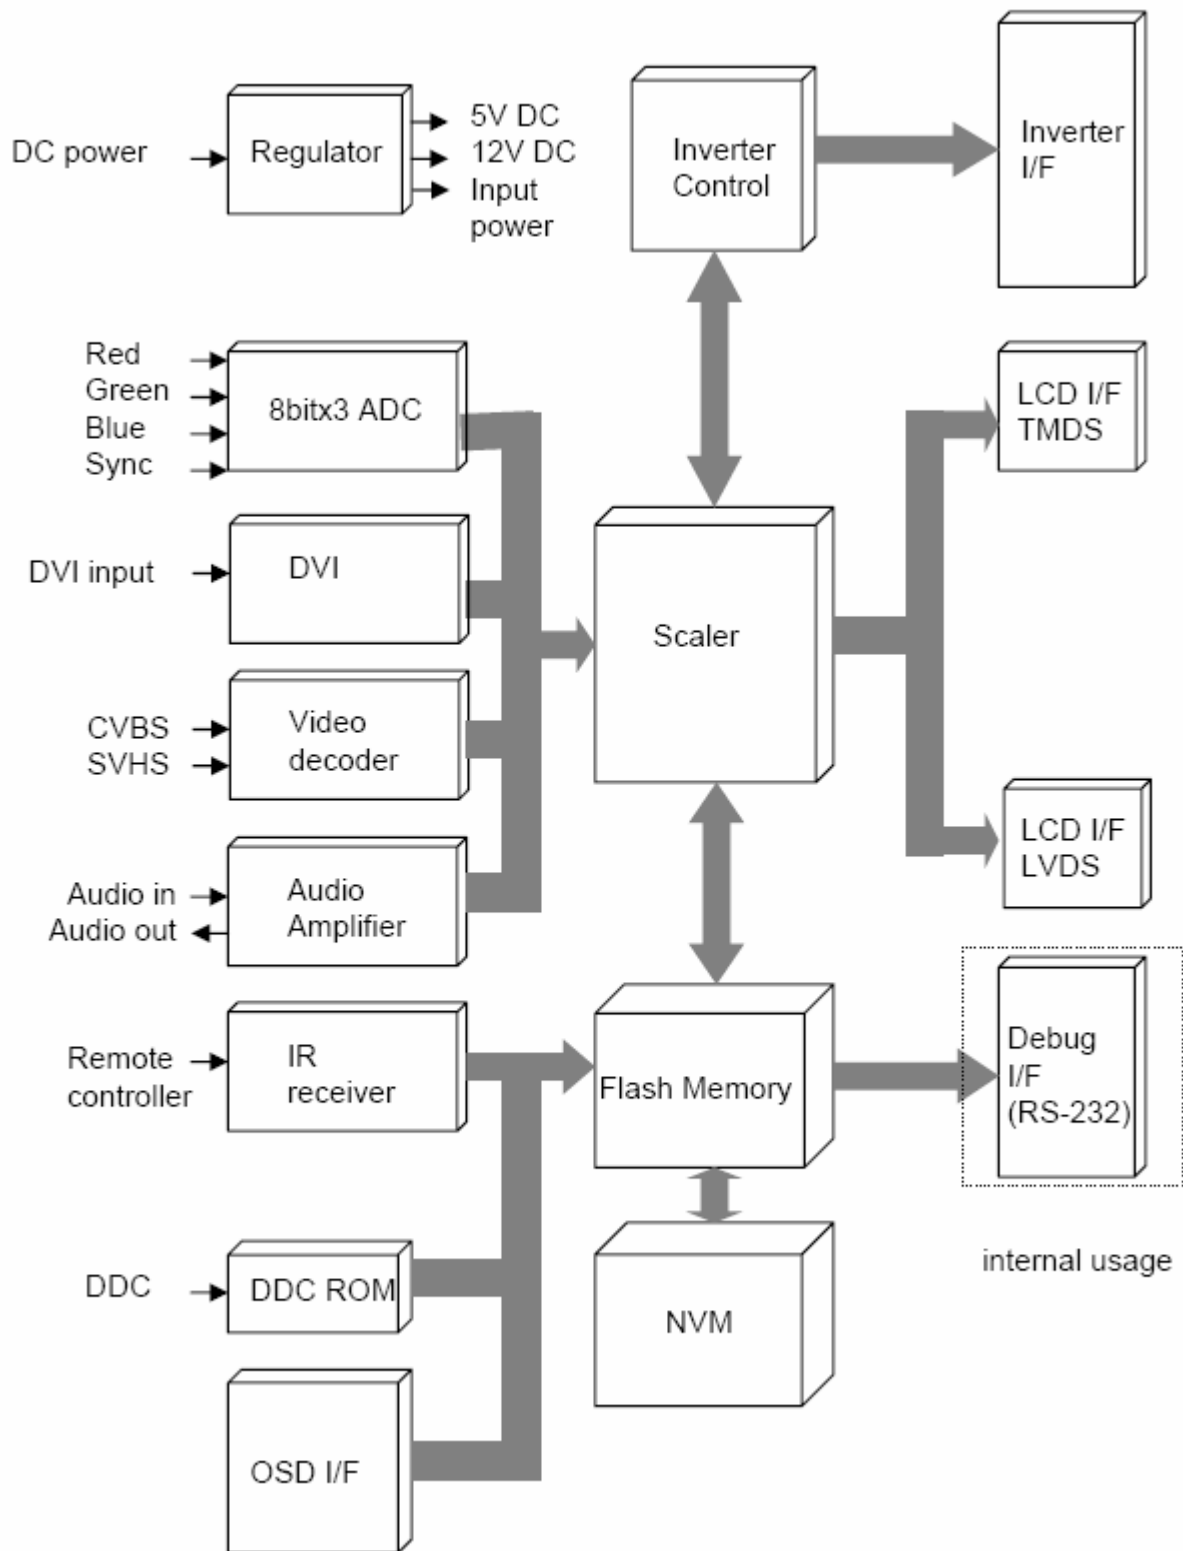 DC power
Regulator
5V DC
12V DC
Input
power
Inverter
Control
Inverter
I/F
Red
Green
Blue
Sync
8bitx3 ADC
LCD I/F
TMDS
DVI input
DVI
Scaler
CVBS
SVHS
Video
decoder
LCD I/F
LVDS
Audio in
Audio out
Audio
Amplifier
Remote
controller
IR
receiver
Flash Memory
Debug
I/F
(RS-232)
internal usage
DDC
DDC ROM
NVM
OSD I/F